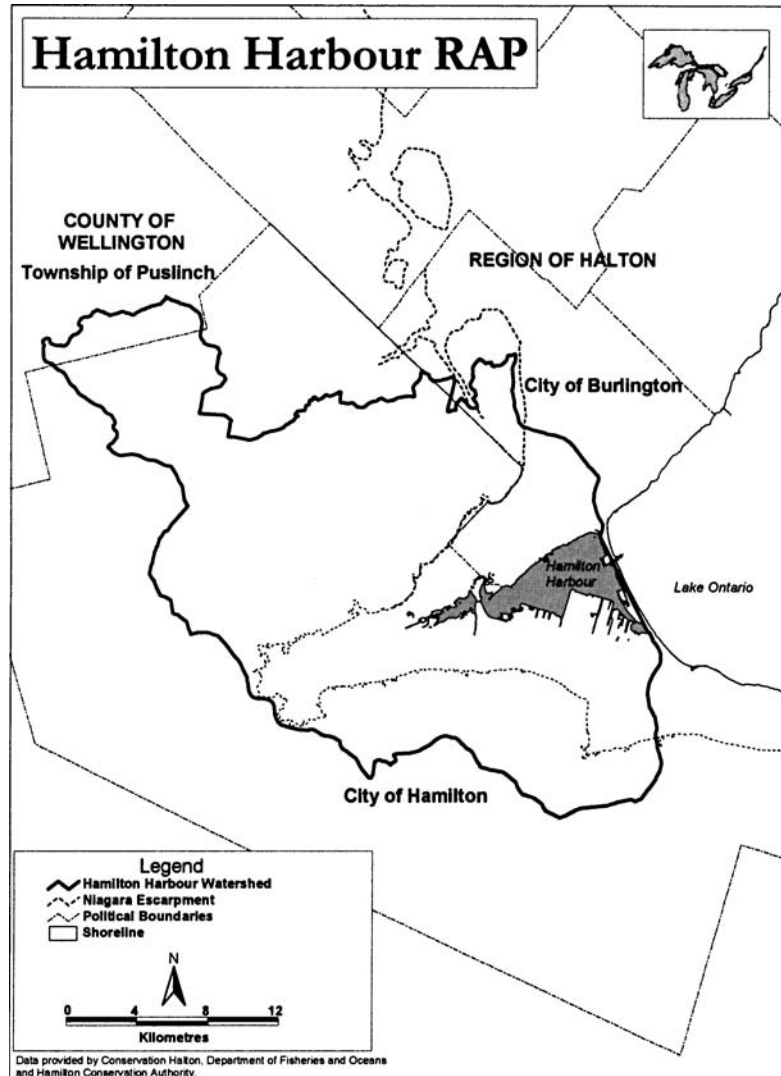 Hamilton Harbour RAP
COUNTY OF
WELLINGTON
Township of Puslinch
REGION OF HALTON
City of Burlington
Hamilton
Harbour
Lake Ontario
City of Hamilton
Legend
Hamilton Harbour Watershed
Niagara Escarpment
Political Boundaries
Shoreline
N
0 4 8 12
Kilometres
Data provided by Conservation Halton, Department of Fisheries and Oceans
and Hamilton Conservation Authority.